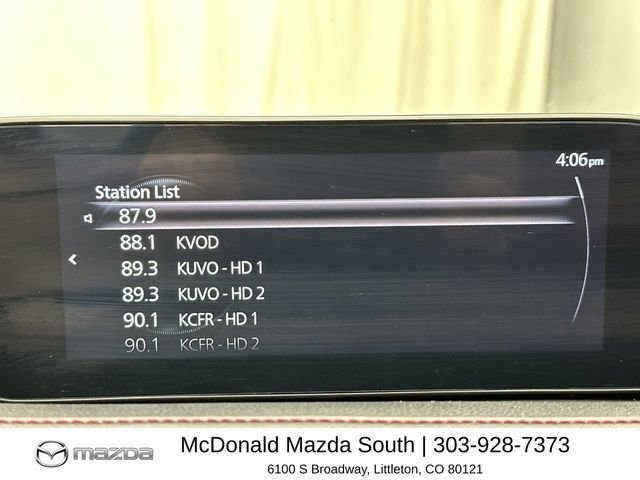 4:06pm
Station List
87.9
88.1 KVOD
89.3 KUVO - HD 1
89.3 KUVO - HD 2
90.1 KCFR - HD 1
90.1 KCFR - HD 2
mazda McDonald Mazda South | 303-928-7373
6100 S Broadway, Littleton, CO 80121